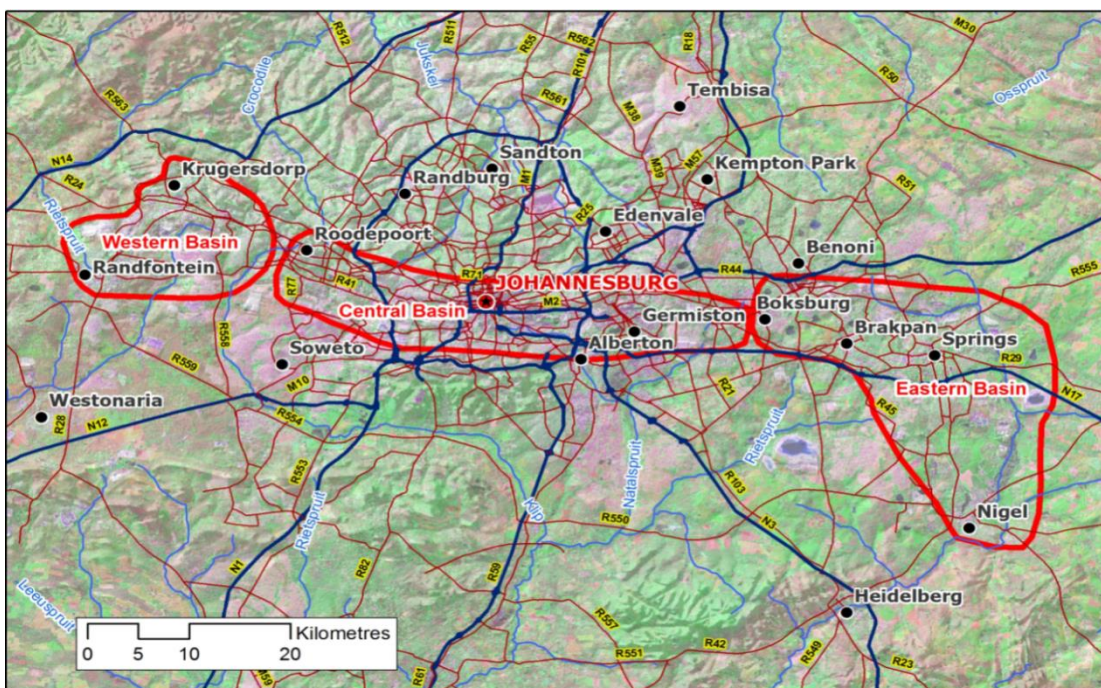 R512
R511
R55
R562
R18
M30
R563
Crocodile
Jukskei
R101
R50
R561
M38
Tembisa
Osspruit
N14
R24
Krugersdorp
Sandton
Randburg
M1
M39
M57
Kempton Park
R51
Rietspruit
R25
Edenvale
Western Basin
Roodepoort
Benoni
Randfontein
R77
R41
R71
R44
R555
JOHANNESBURG
Central Basin
M2
Boksburg
Germiston
R558
Alberton
Brakpan
Springs
R559
Soweto
R29
M10
R21
Eastern Basin
N17
Westonaria
R28
N12
R554
R45
R553
Rietspruit
Natalspruit
Rietspruit
R103
Klip
R550
N3
Nigel
N1
R82
R59
Leeuspruit
Heidelberg
Kilometres
0 5 10 20
R557
R551
R42
R549
M59
R61
R23